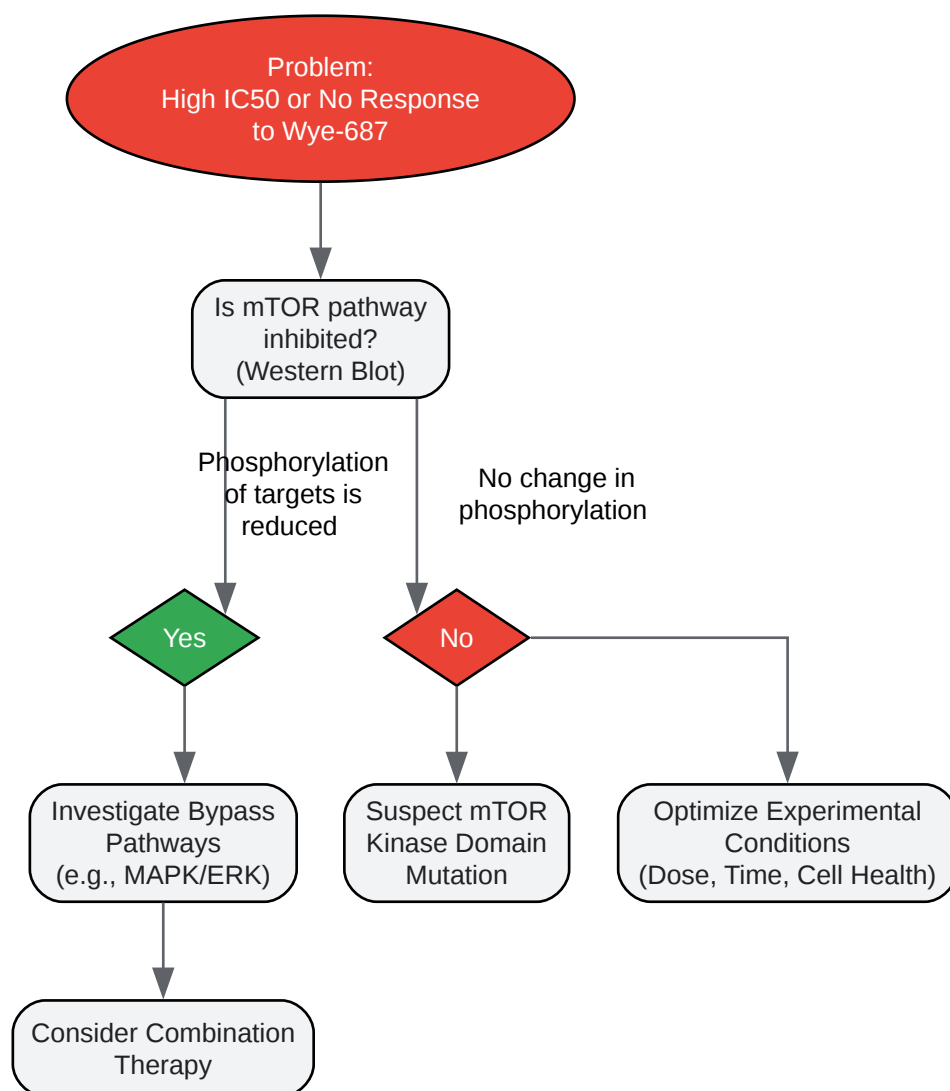 Problem:
High IC50 or No Response
to Wye-687
Is mTOR pathway
inhibited?
(Western Blot)
Phosphorylation
of targets is
reduced
No change in
phosphorylation
Yes
No
Investigate Bypass
Pathways
(e.g., MAPK/ERK)
Suspect mTOR
Kinase Domain
Mutation
Optimize Experimental
Conditions
(Dose, Time, Cell Health)
Consider Combination
Therapy